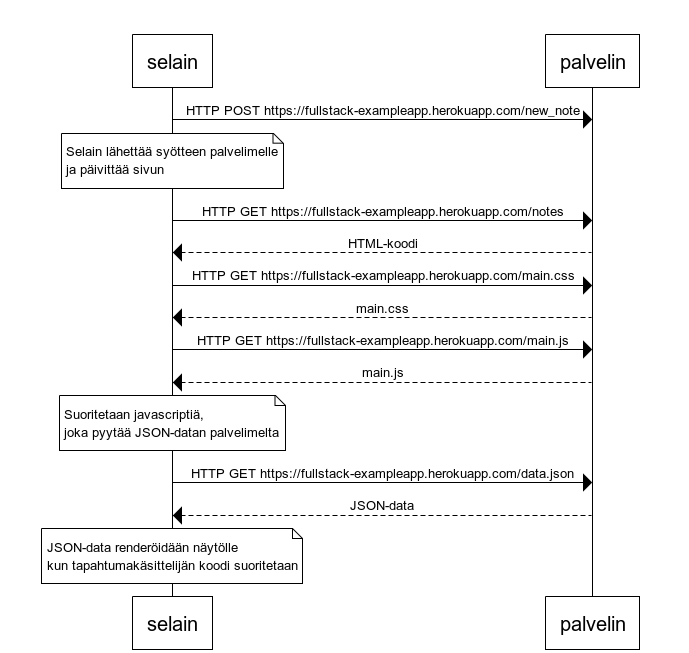 selain
palvelin
HTTP POST https://fullstack-exampleapp.herokuapp.com/new_note
Selain lähettää syötteen palvelimelle
ja päivittää sivun
HTTP GET https://fullstack-exampleapp.herokuapp.com/notes
HTML-koodi
HTTP GET https://fullstack-exampleapp.herokuapp.com/main.css
main.css
HTTP GET https://fullstack-exampleapp.herokuapp.com/main.js
main.js
Suoritetaan javascriptiä,
joka pyytää JSON-datan palvelimelta
HTTP GET https://fullstack-exampleapp.herokuapp.com/data.json
JSON-data
JSON-data renderöidään näytölle
kun tapahtumakäsittelijän koodi suoritetaan
selain
palvelin